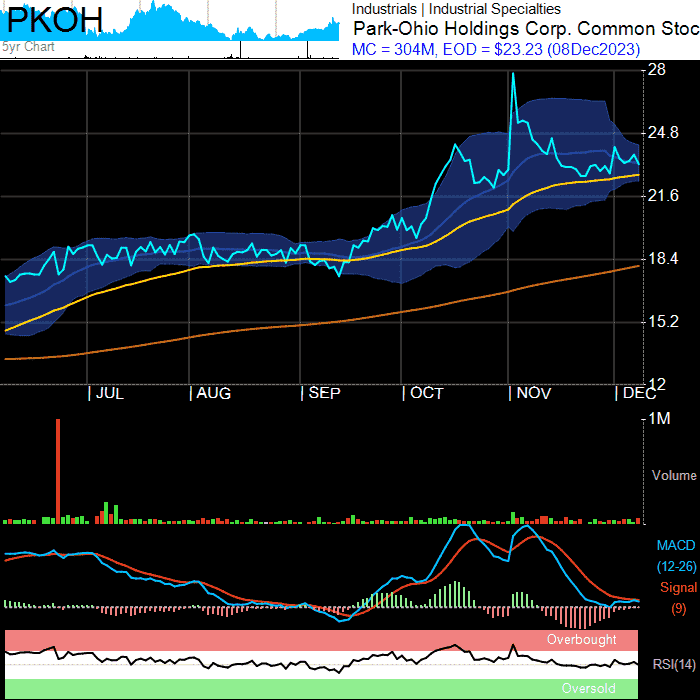 PKOH
5yr Chart
Industrials | Industrial Specialties
Park-Ohio Holdings Corp. Common Stoc
MC = 304M, EOD = $23.23 (08Dec2023)
28
24.8
21.6
18.4
15.2
12
| JUL | AUG | SEP | OCT | NOV | DEC
1M
Volume
MACD
(12-26)
Signal
(9)
Overbought
RSI(14)
Oversold